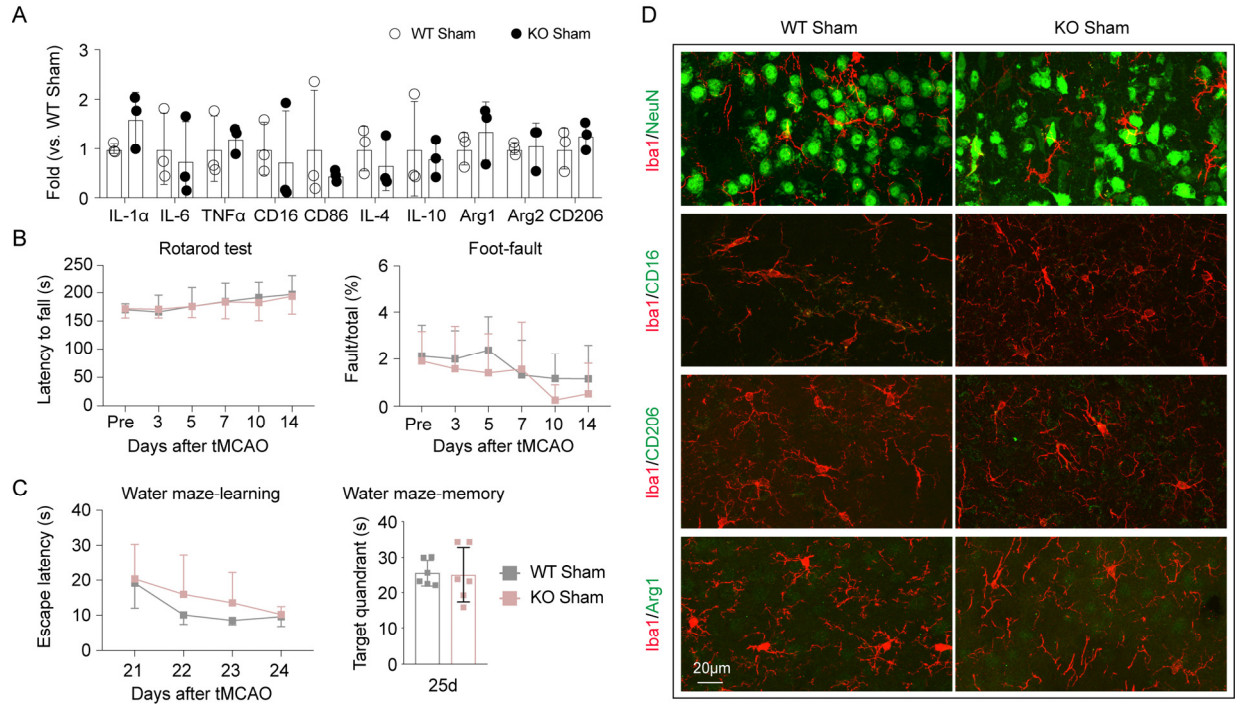 A
WT Sham
KO Sham
Fold (vs. WT Sham)
3
2
1
0
IL-1α IL-6 TNFα CD16 CD86 IL-4 IL-10 Arg1 Arg2 CD206
B
Rotarod test
Latency to fall (s)
250
200
150
100
50
0
Pre 3 5 7 10 14
Days after tMCAO
Foot-fault
Fault/total (%)
6
4
2
0
Pre 3 5 7 10 14
Days after tMCAO
C
Water maze-learning
Escape latency (s)
40
30
20
10
0
21 22 23 24
Days after tMCAO
Water maze-memory
Target quandrant (s)
40
30
20
10
0
25d
WT Sham
KO Sham
D
WT Sham
KO Sham
Iba1/NeuN
Iba1/CD16
Iba1/CD206
Iba1/Arg1
20μm